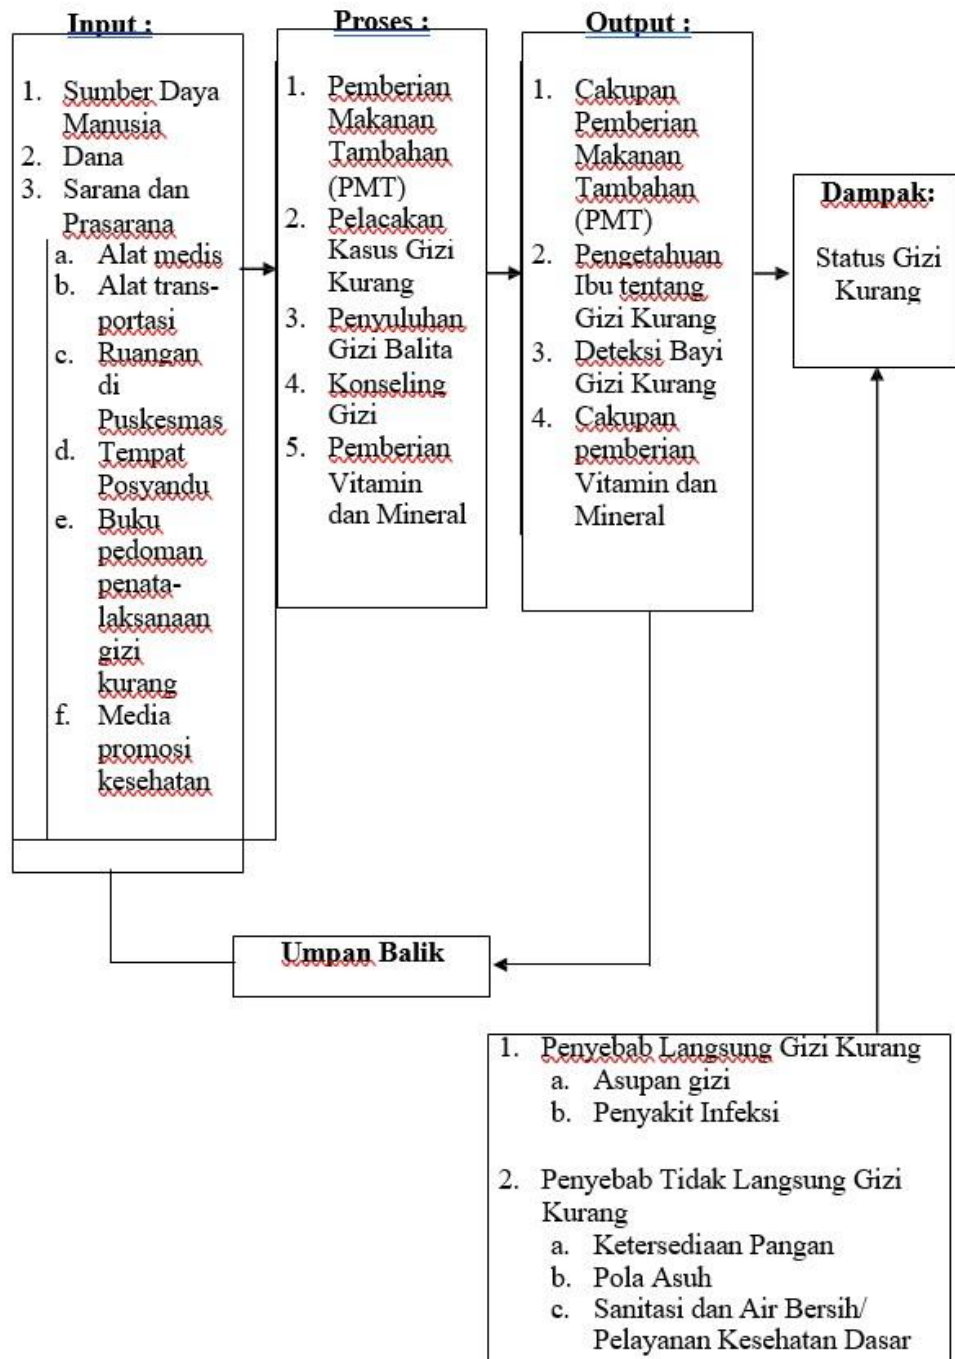 Input :
1. Sumber Daya
Manusia
2. Dana
3. Sarana dan
Prasarana
a. Alat medis
b. Alat trans-
portasi
c. Ruangan
di
Puskesmas
d. Tempat
Posyandu
e. Buku
pedoman
penata-
laksanaan
gizi
kurang
f. Media
promosi
kesehatan
Proses :
1. Pemberian
Makanan
Tambahan
(PMT)
2. Pelacakan
Kasus Gizi
Kurang
3. Penyuluhan
Gizi Balita
4. Konseling
Gizi
5. Pemberian
Vitamin
dan Mineral
Output :
1. Cakupan
Pemberian
Makanan
Tambahan
(PMT)
2. Pengetahuan
Ibu tentang
Gizi Kurang
3. Deteksi Bayi
Gizi Kurang
4. Cakupan
pemberian
Vitamin dan
Mineral
Dampak:
Status Gizi
Kurang
Umpan Balik
1. Penyebab Langsung Gizi Kurang
a. Asupan gizi
b. Penyakit Infeksi
2. Penyebab Tidak Langsung Gizi
Kurang
a. Ketersediaan Pangan
b. Pola Asuh
c. Sanitasi dan Air Bersih/
Pelayanan Kesehatan Dasar